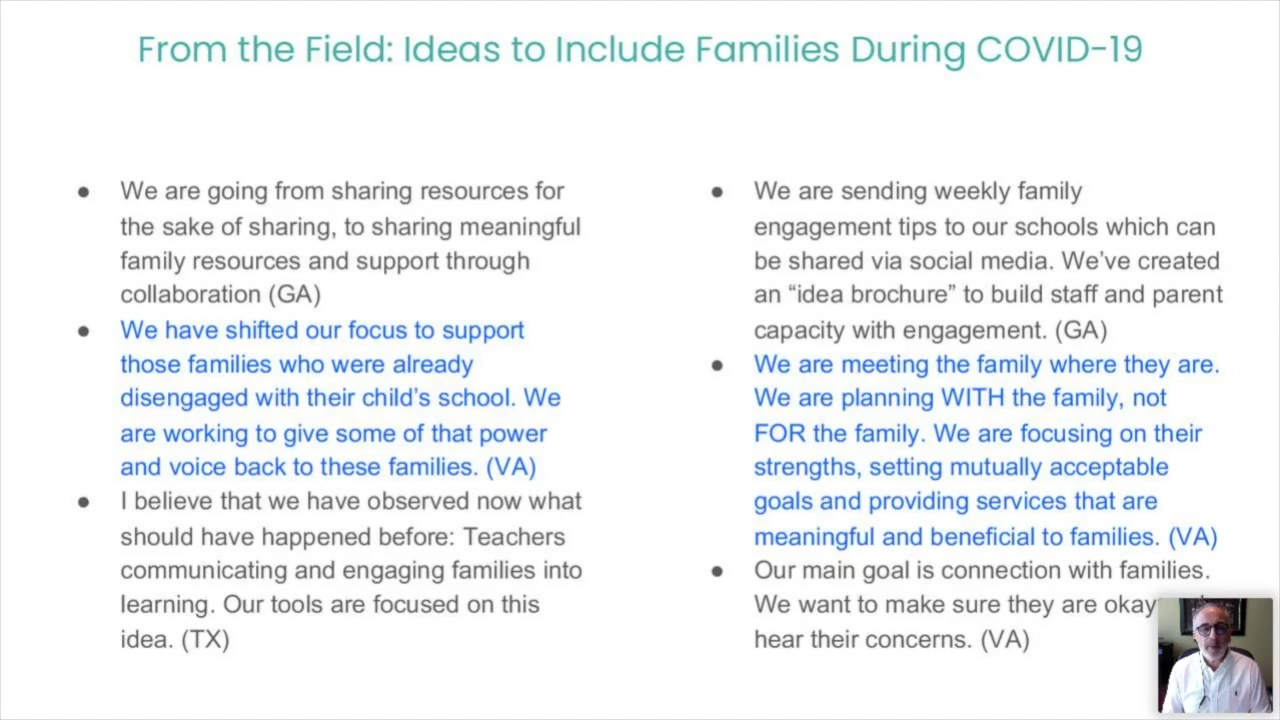 From the Field: Ideas to Include Families During COVID-19
● We are going from sharing resources for
the sake of sharing, to sharing meaningful
family resources and support through
collaboration (GA)
● We have shifted our focus to support
those families who were already
disengaged with their child's school. We
are working to give some of that power
and voice back to these families. (VA)
● I believe that we have observed now what
should have happened before: Teachers
communicating and engaging families into
learning. Our tools are focused on this
idea. (TX)
● We are sending weekly family
engagement tips to our schools which can
be shared via social media. We've created
an “idea brochure” to build staff and parent
capacity with engagement. (GA)
● We are meeting the family where they are.
We are planning WITH the family, not
FOR the family. We are focusing on their
strengths, setting mutually acceptable
goals and providing services that are
meaningful and beneficial to families. (VA)
● Our main goal is connection with families.
We want to make sure they are okay
hear their concerns. (VA)